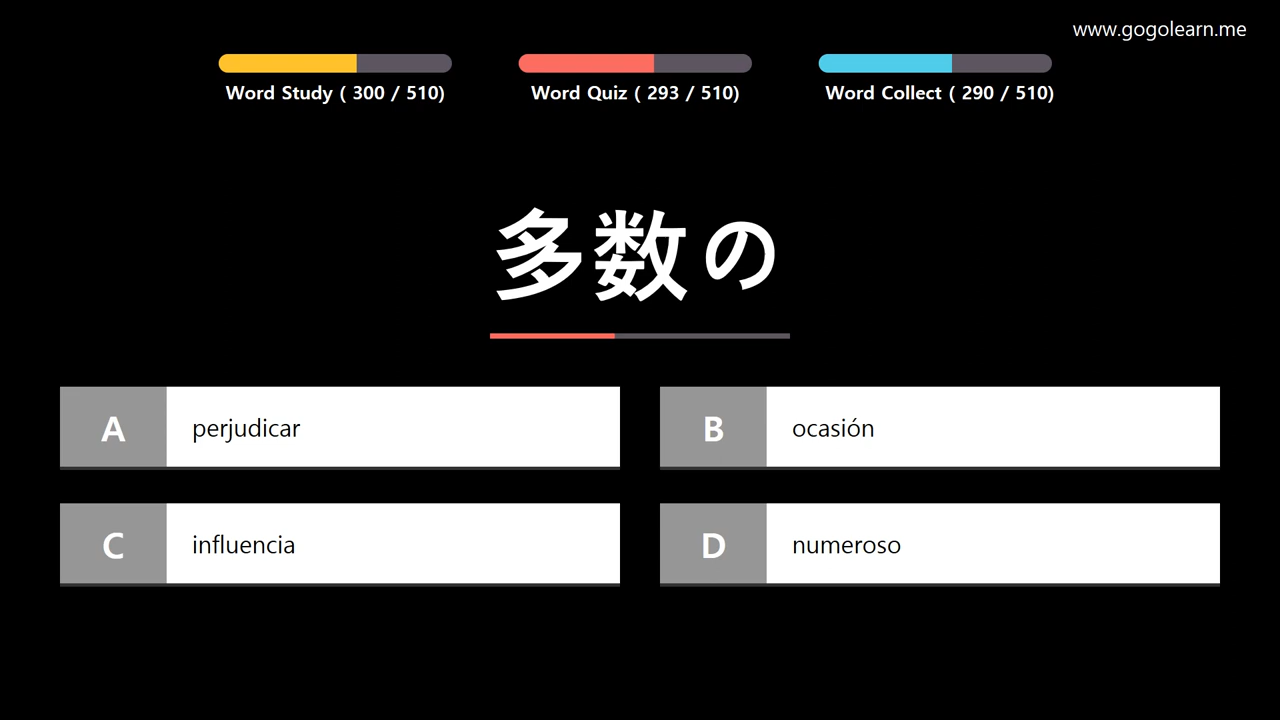 www.gogolearn.me
Word Study ( 300 / 510)
Word Quiz ( 293 / 510)
Word Collect ( 290 / 510)
多数の
A perjudicar
B ocasión
C influencia
D numeroso